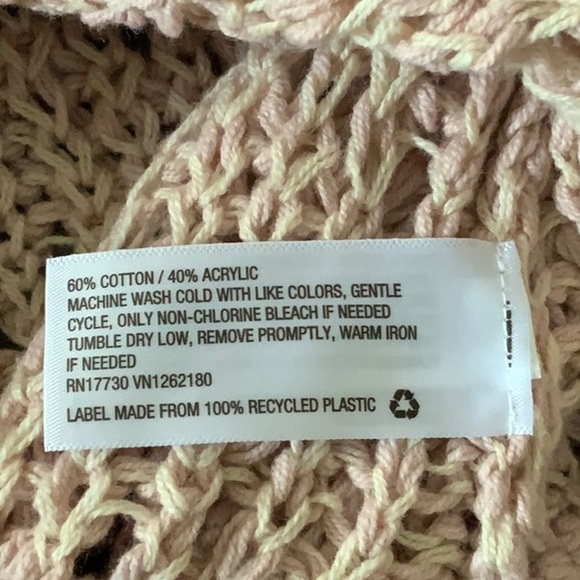 60% COTTON / 40% ACRYLIC
MACHINE WASH COLD WITH LIKE COLORS, GENTLE
CYCLE, ONLY NON-CHLORINE BLEACH IF NEEDED
TUMBLE DRY LOW, REMOVE PROMPTLY, WARM IRON
IF NEEDED
RN17730 VN1262180
LABEL MADE FROM 100% RECYCLED PLASTIC